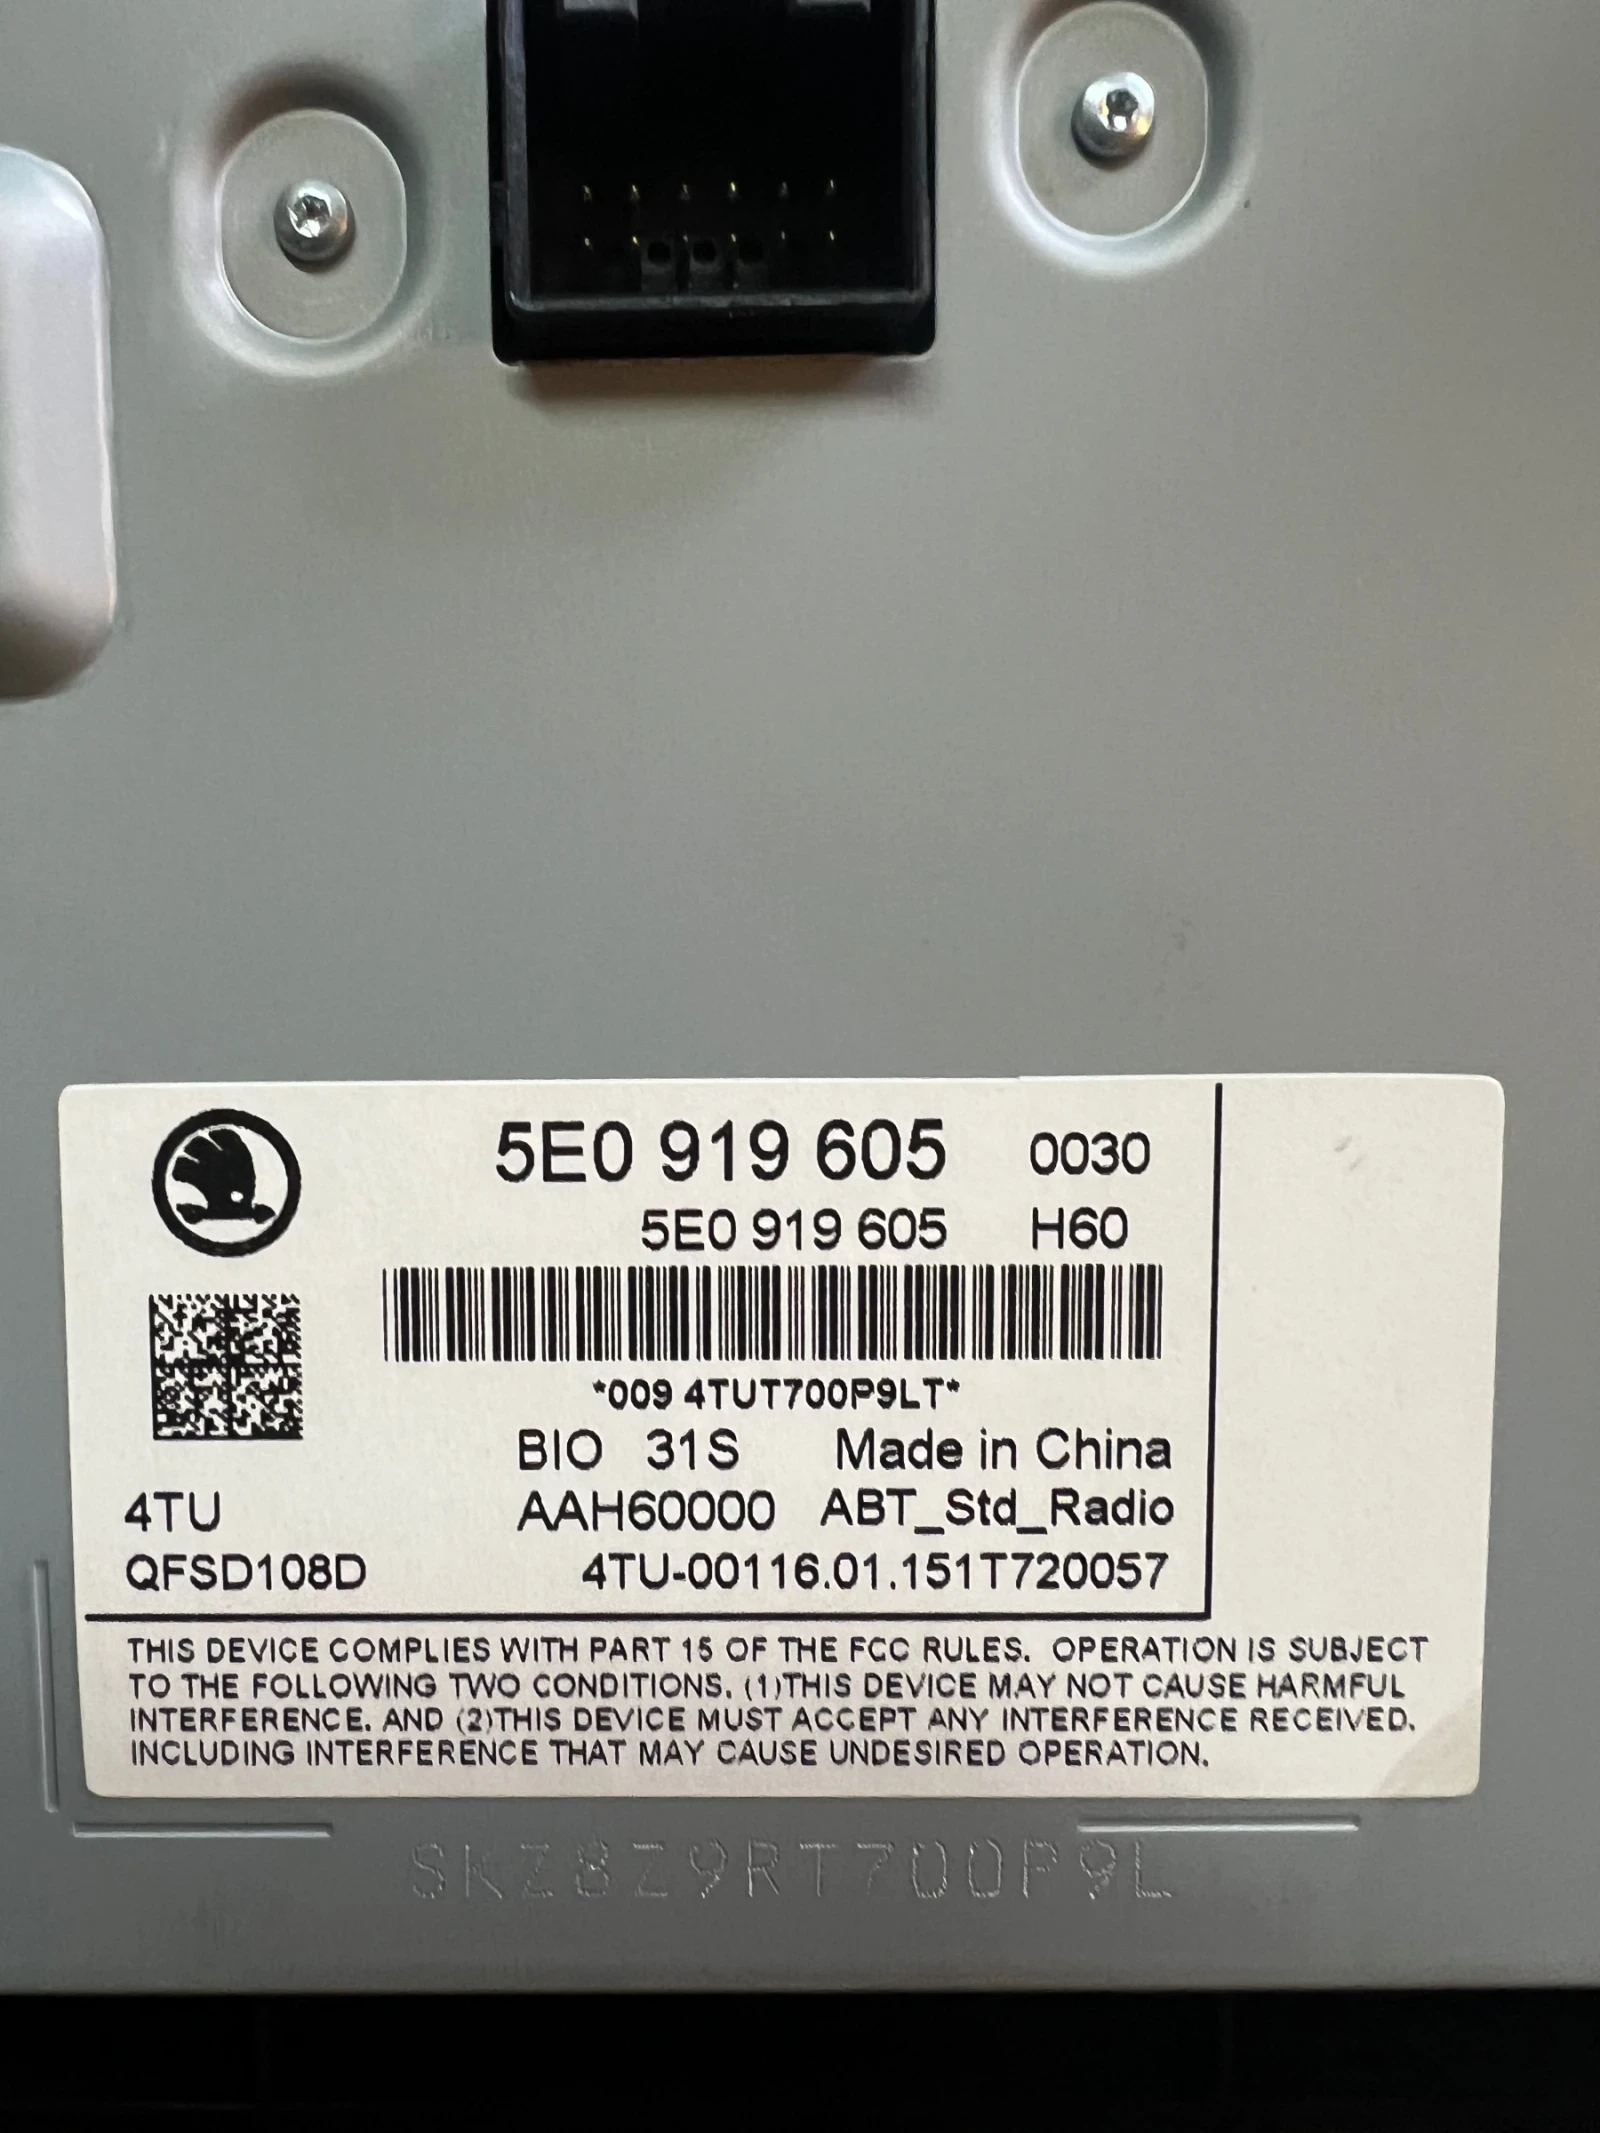 5E0 919 605 0030
5E0 919 605 H60
*009 4TUT700P9LT*
BIO 31S Made in China
4TU AAH60000 ABT_Std_Radio
QFSD108D 4TU-00116.01.151T720057
THIS DEVICE COMPLIES WITH PART 15 OF THE FCC RULES. OPERATION IS SUBJECT
TO THE FOLLOWING TWO CONDITIONS. (1)THIS DEVICE MAY NOT CAUSE HARMFUL
INTERFERENCE. AND (2)THIS DEVICE MUST ACCEPT ANY INTERFERENCE RECEIVED.
INCLUDING INTERFERENCE THAT MAY CAUSE UNDESIRED OPERATION.
SKZ8Z9RT700P9L